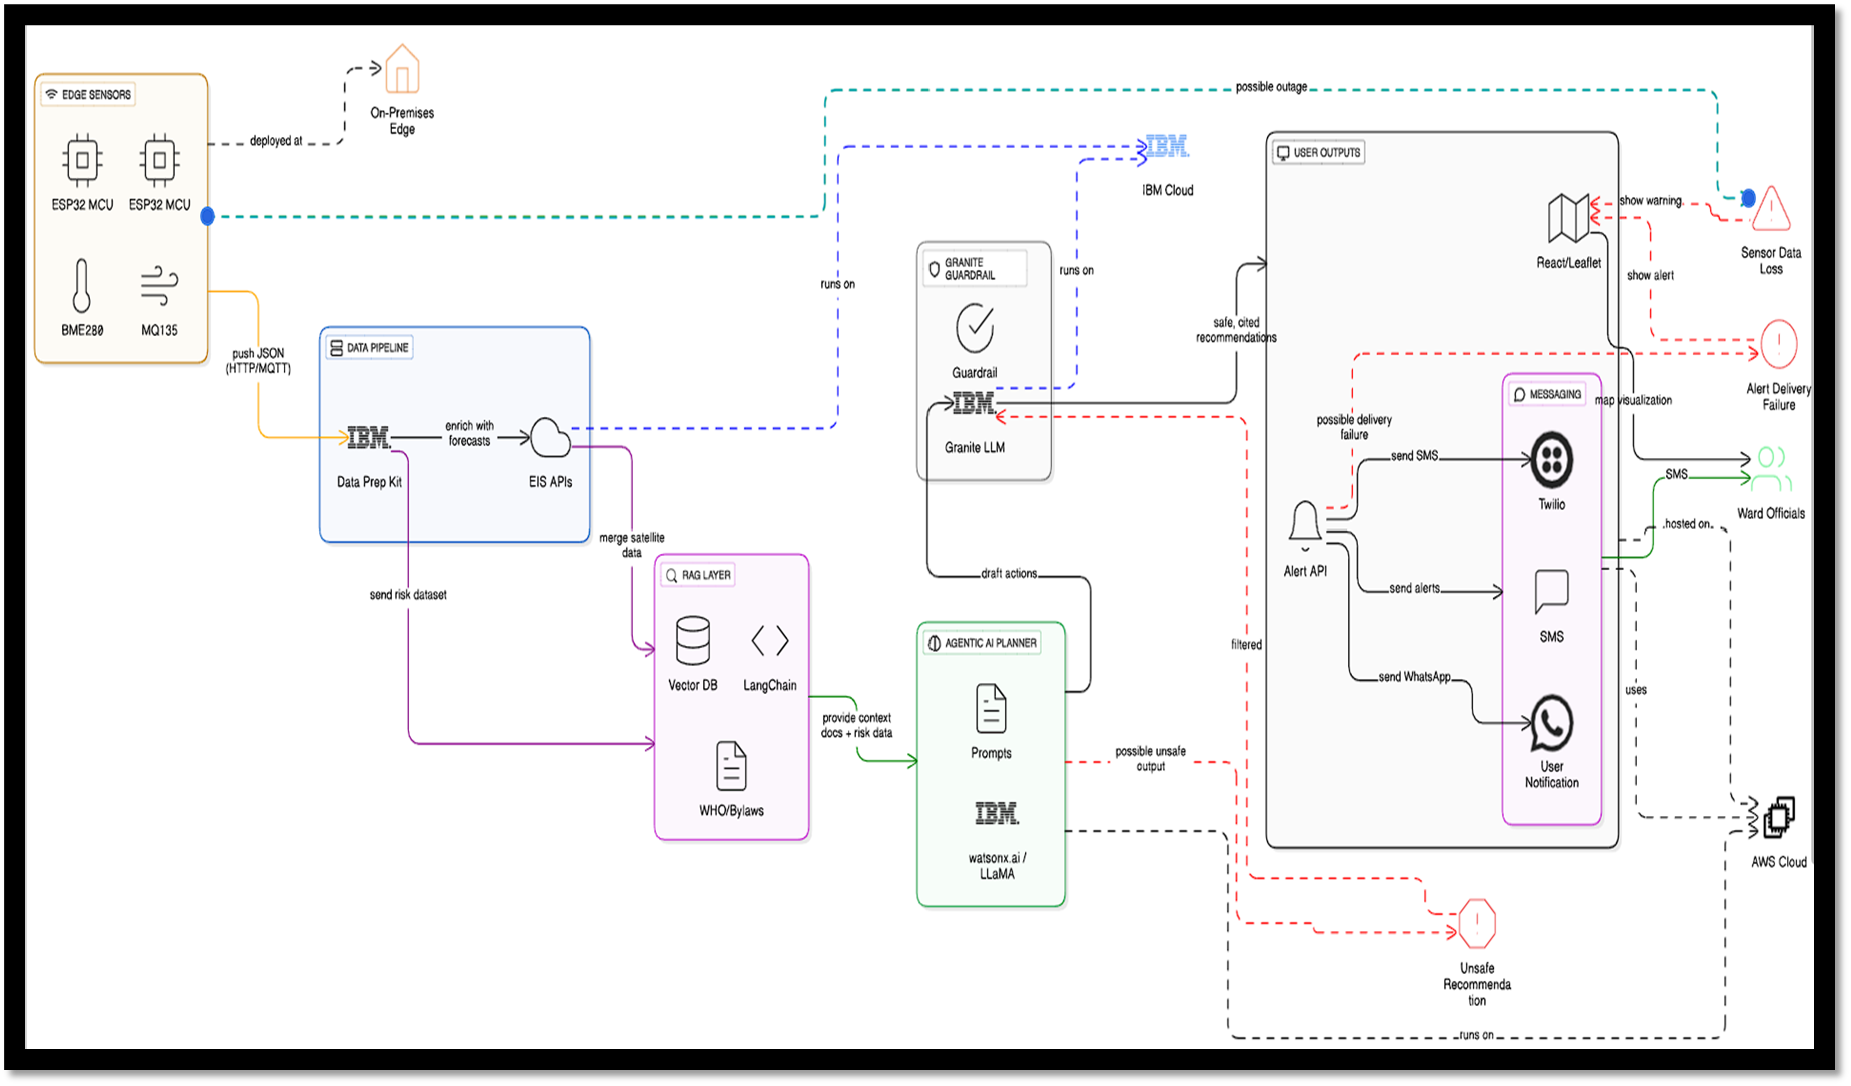 EDGE SENSORS
ESP32 MCU
ESP32 MCU
BME280
MQ135
deployed at
On-Premises
Edge
possible outage
push JSON
(HTTP/MQTT)
DATA PIPELINE
IBM
Data Prep Kit
enrich with
forecasts
EIS APIs
runs on
IBM
IBM Cloud
runs on
merge satellite
data
send risk dataset
RAG LAYER
Vector DB
LangChain
WHO/Bylaws
provide context
docs + risk data
GRANITE
GUARDRAIL
Guardrail
IBM
Granite LLM
draft actions
AGENTIC AI PLANNER
Prompts
IBM
watsonx.ai /
LLaMA
safe, cited
recommendations
possible unsafe
output
filtered
USER OUTPUTS
React/Leaflet
show warning
show alert
Sensor Data
Loss
Alert Delivery
Failure
possible delivery
failure
MESSAGING
map visualization
send SMS
Twilio
Alert API
send alerts
SMS
send WhatsApp
User
Notification
SMS
Ward Officials
hosted on
uses
AWS Cloud
Unsafe
Recommenda
tion
runs on